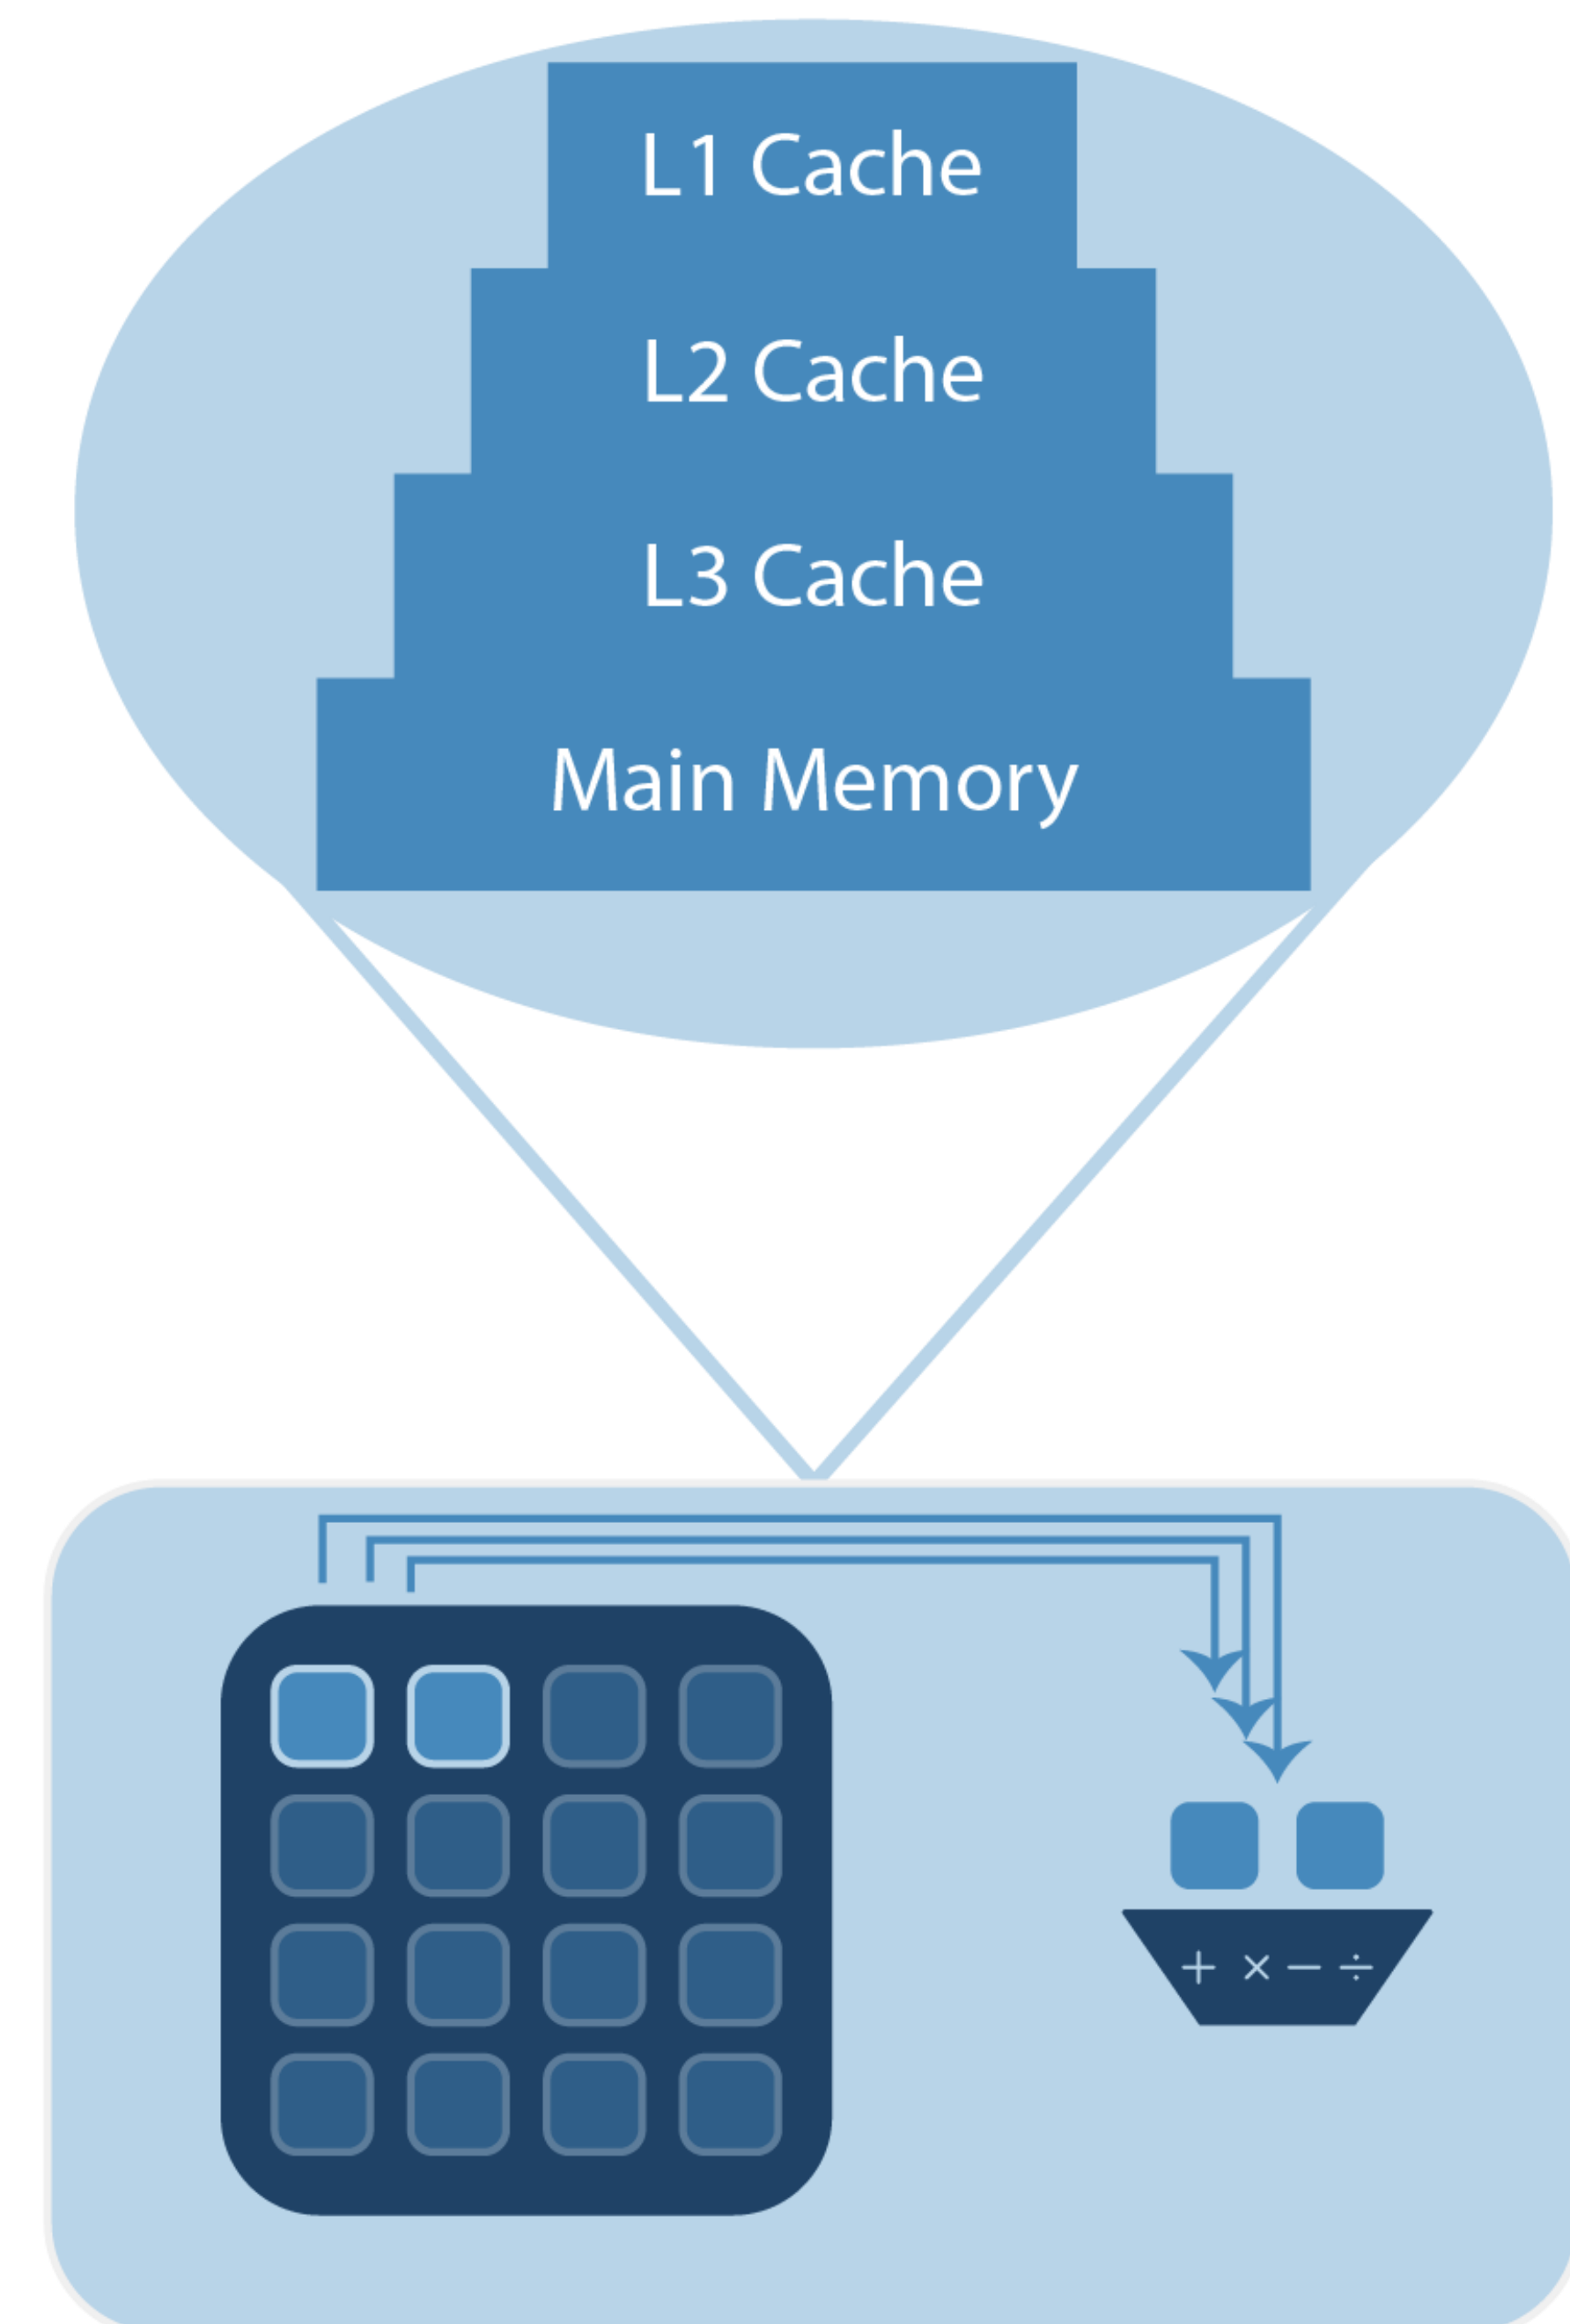 L1 Cache
L2 Cache
L3 Cache
Main Memory
+ × − ÷